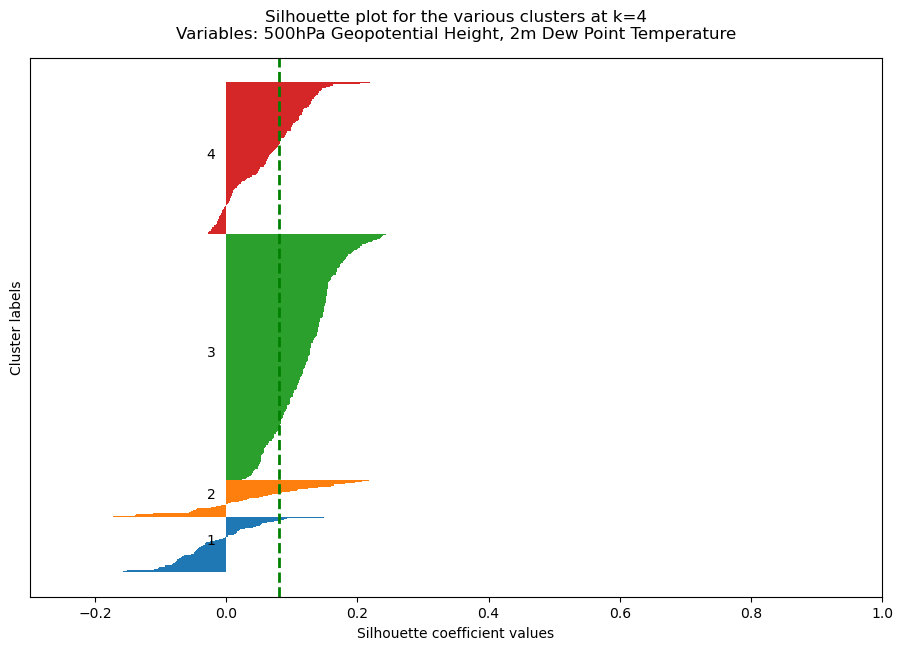 Silhouette plot for the various clusters at k=4
Variables: 500hPa Geopotential Height, 2m Dew Point Temperature
4
3
2
1
Cluster labels
−0.2 0.0 0.2 0.4 0.6 0.8 1.0
Silhouette coefficient values